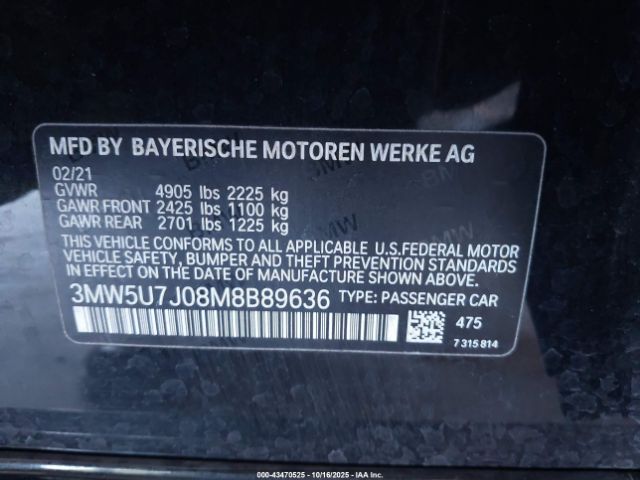 MFD BY BAYERISCHE MOTOREN WERKE AG
02/21
GVWR 4905 lbs 2225 kg
GAWR FRONT 2425 lbs 1100 kg
GAWR REAR 2701 lbs 1225 kg
THIS VEHICLE CONFORMS TO ALL APPLICABLE U.S.FEDERAL MOTOR
VEHICLE SAFETY, BUMPER AND THEFT PREVENTION STANDARDS
IN EFFECT ON THE DATE OF MANUFACTURE SHOWN ABOVE.
3MW5U7J08M8B89636 TYPE: PASSENGER CAR
475
7 315 814
000-43470525 - 10/16/2025 - IAA Inc.